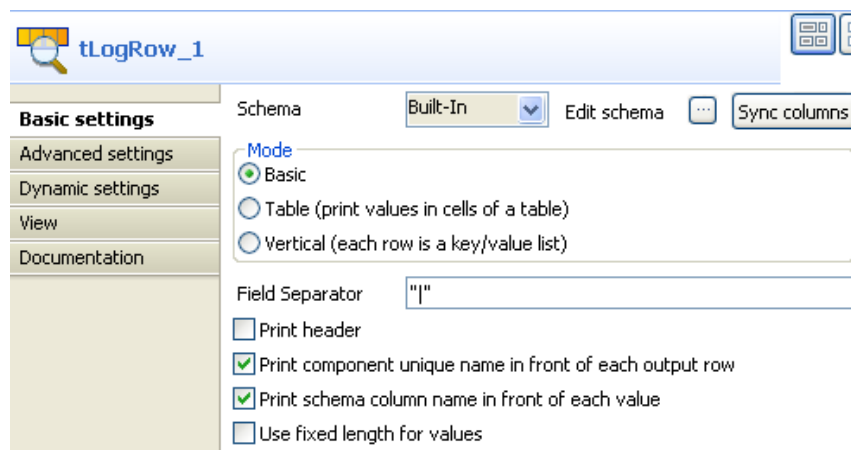 tLogRow_1
Basic settings
Advanced settings
Dynamic settings
View
Documentation
Schema Built-In Edit schema ... Sync columns
Mode
Basic
Table (print values in cells of a table)
Vertical (each row is a key/value list)
Field Separator "|"
Print header
Print component unique name in front of each output row
Print schema column name in front of each value
Use fixed length for values